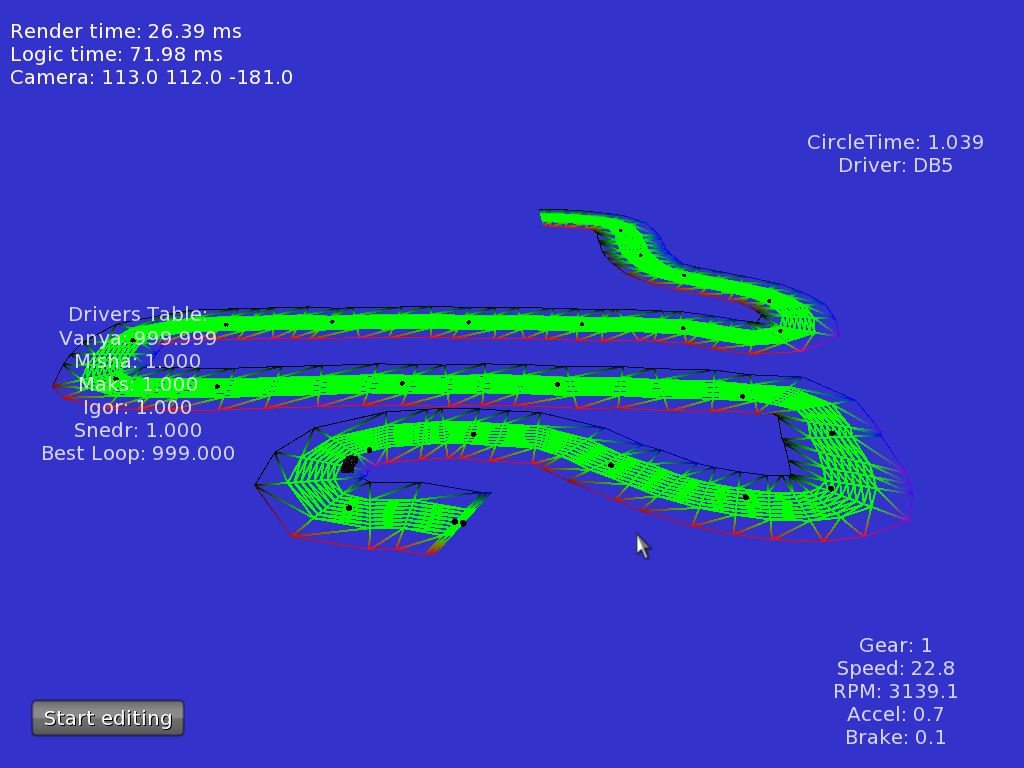 Render time: 26.39 ms
Logic time: 71.98 ms
Camera: 113.0 112.0 -181.0
CircleTime: 1.039
Driver: DB5
Drivers Table:
Vanya: 999.999
Misha: 1.000
Maks: 1.000
Igor: 1.000
Snedr: 1.000
Best Loop: 999.000
Gear: 1
Speed: 22.8
RPM: 3139.1
Accel: 0.7
Brake: 0.1
Start editing